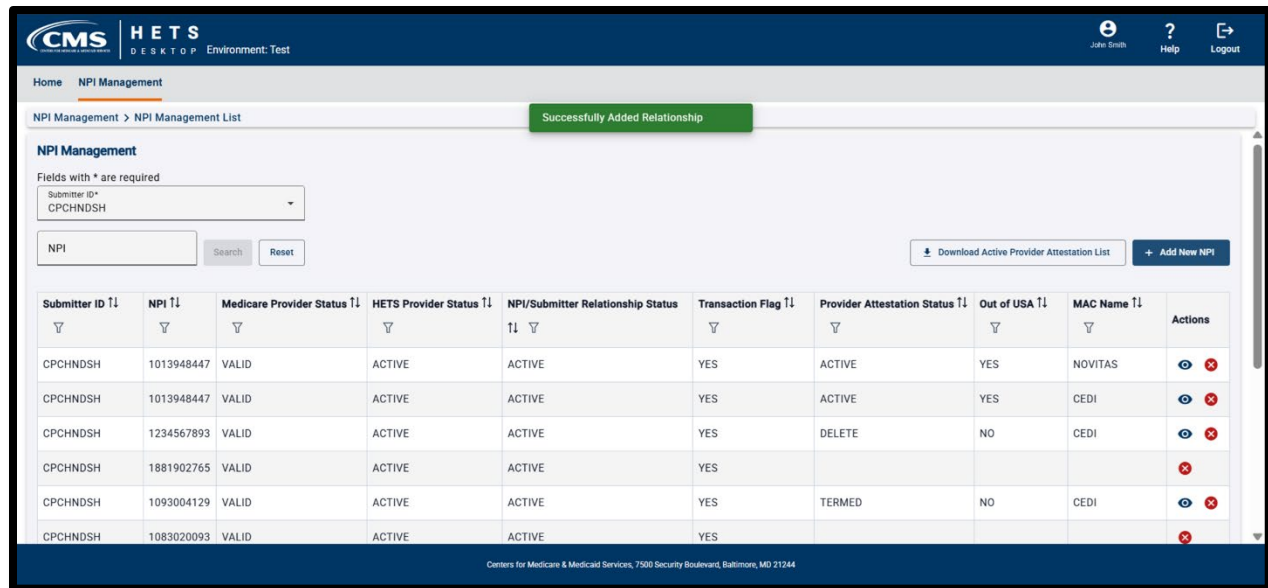 CMS
HETS
DESKTOP Environment: Test
John Smith
? Help
Logout
Home NPI Management
NPI Management > NPI Management List
Successfully Added Relationship
NPI Management
Fields with * are required
Submitter ID*
CPCHNDSH
NPI
Search Reset
Download Active Provider Attestation List
+ Add New NPI
Submitter ID NPI Medicare Provider Status HETS Provider Status NPI/Submitter Relationship Status Transaction Flag Provider Attestation Status Out of USA MAC Name Actions
CPCHNDSH 1013948447 VALID ACTIVE ACTIVE YES ACTIVE YES NOVITAS
CPCHNDSH 1013948447 VALID ACTIVE ACTIVE YES ACTIVE YES CEDI
CPCHNDSH 1234567893 VALID ACTIVE ACTIVE YES DELETE NO CEDI
CPCHNDSH 1881902765 VALID ACTIVE ACTIVE YES
CPCHNDSH 1093004129 VALID ACTIVE ACTIVE YES TERMED NO CEDI
CPCHNDSH 1083020093 VALID ACTIVE ACTIVE YES
Centers for Medicare & Medicaid Services, 7500 Security Boulevard, Baltimore, MD 21244